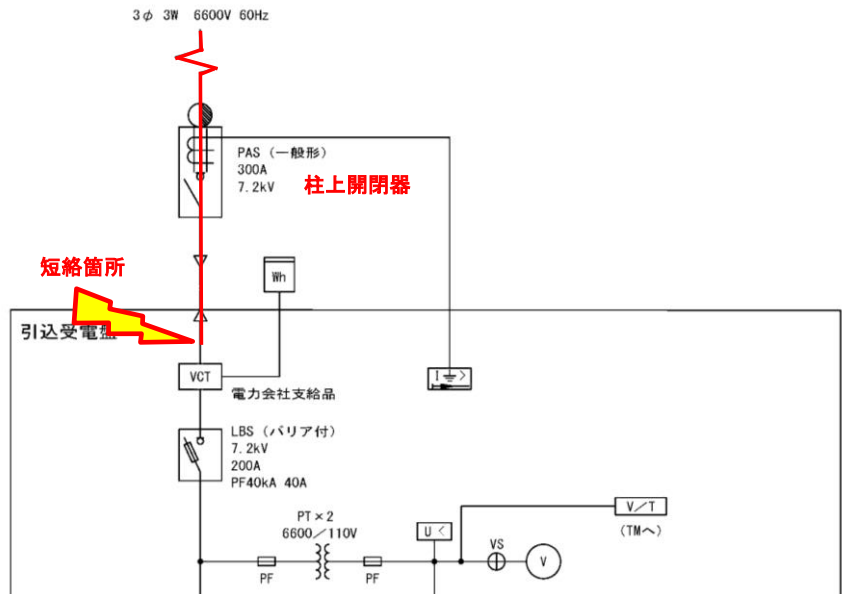 3φ 3W 6600V 60Hz
PAS (一般形)
300A
7.2kV
柱上開閉器
短絡箇所
Wh
引込受電盤
VCT
電力会社支給品
I >
LBS (バリア付)
7.2kV
200A
PF40kA 40A
PT×2
6600/110V
U <
V/T
(TMへ)
VS
V
PF
PF